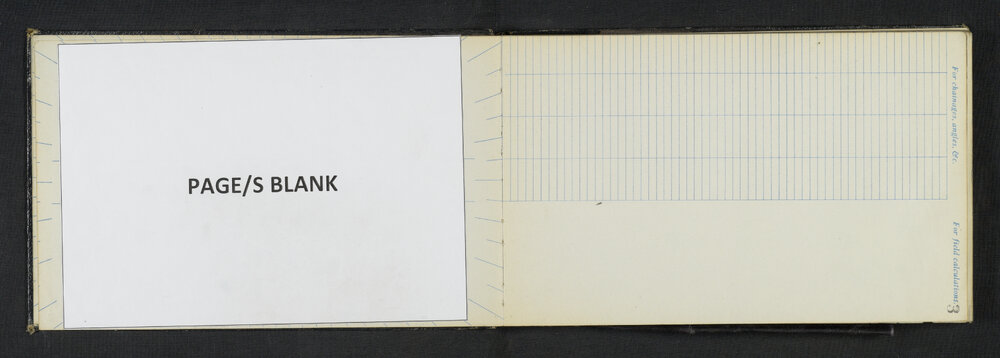 PAGE/S BLANK
For chainages, angles, &c.
For field calculations.
3